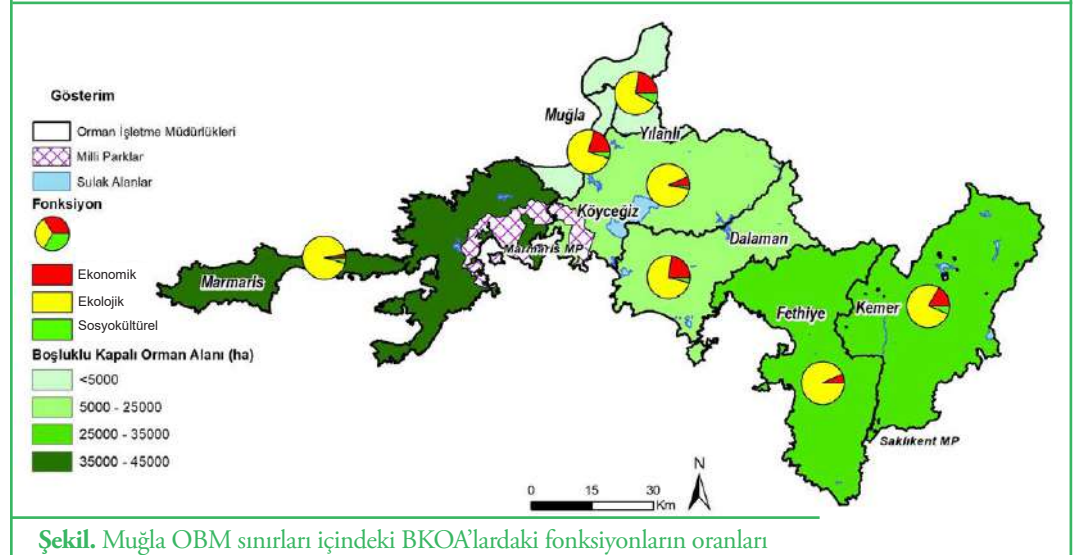 Gösterim
Orman İşletme Müdürlükleri
Milli Parklar
Sulak Alanlar
Fonksiyon
Ekonomik
Ekolojik
Sosyokültürel
Boşluklu Kapalı Orman Alanı (ha)
<5000
5000 - 25000
25000 - 35000
35000 - 45000
Muğla
Yılanlı
Köyceğiz
Marmaris MP
Dalaman
Marmaris
Fethiye
Kemer
Saklıkent MP
N
0 15 30
Km
Şekil. Muğla OBM sınırları içindeki BKOA'lardaki fonksiyonların oranları